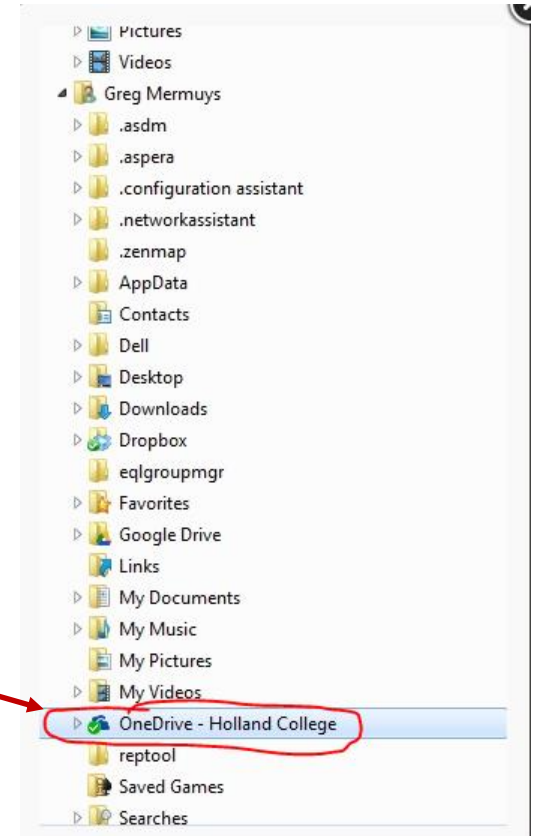 Pictures
Videos
Greg Mermuys
.asdm
.aspera
.configuration assistant
.networkassistant
.zenmap
AppData
Contacts
Dell
Desktop
Downloads
Dropbox
eqlgroupmgr
Favorites
Google Drive
Links
My Documents
My Music
My Pictures
My Videos
OneDrive - Holland College
reptool
Saved Games
Searches